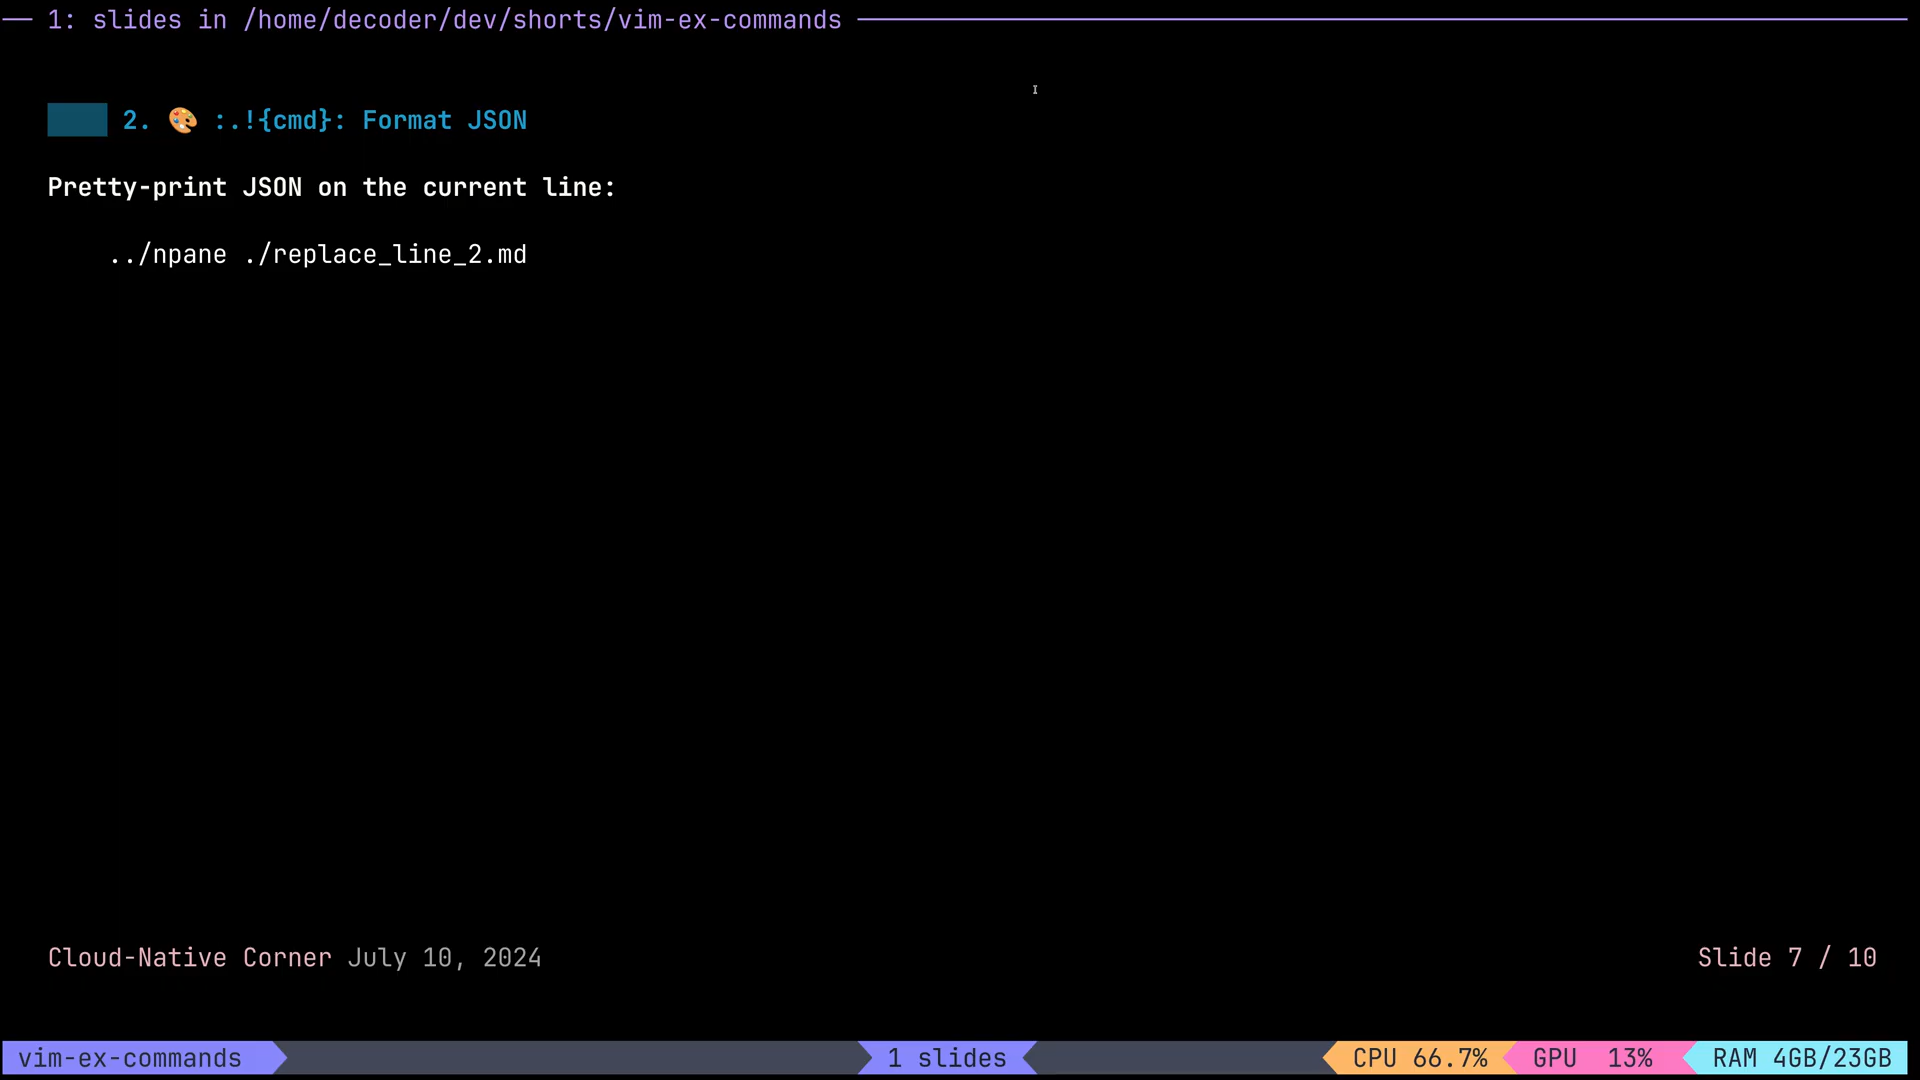 1: slides in /home/decoder/dev/shorts/vim-ex-commands
2. 🎨 :.!{cmd}: Format JSON
Pretty-print JSON on the current line:
../npane ./replace_line_2.md
Cloud-Native Corner July 10, 2024
Slide 7 / 10
vim-ex-commands
1 slides
CPU 66.7% GPU 13% RAM 4GB/23GB